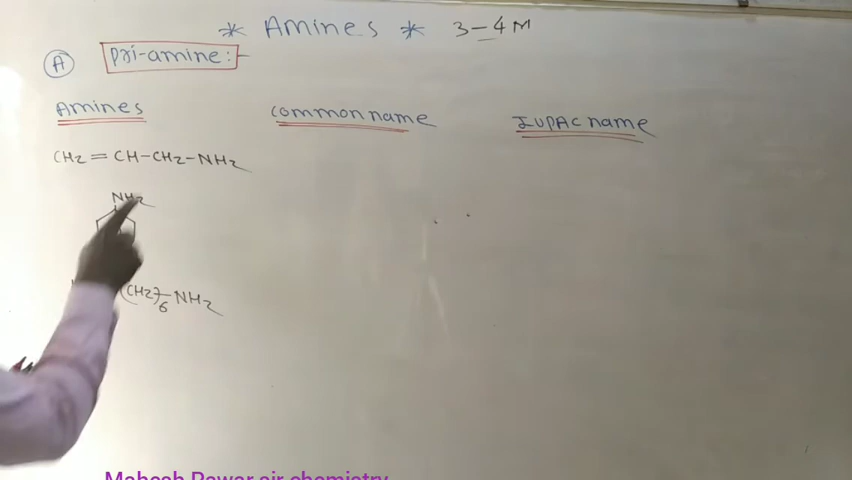 * Amines * 3-4 M
Ⓐ pri-amine:-
Amines common name IUPAC name
CH2=CH-CH2-NH2
NH2
(CH2)6-NH2
Mahesh Pawar sir chemistry